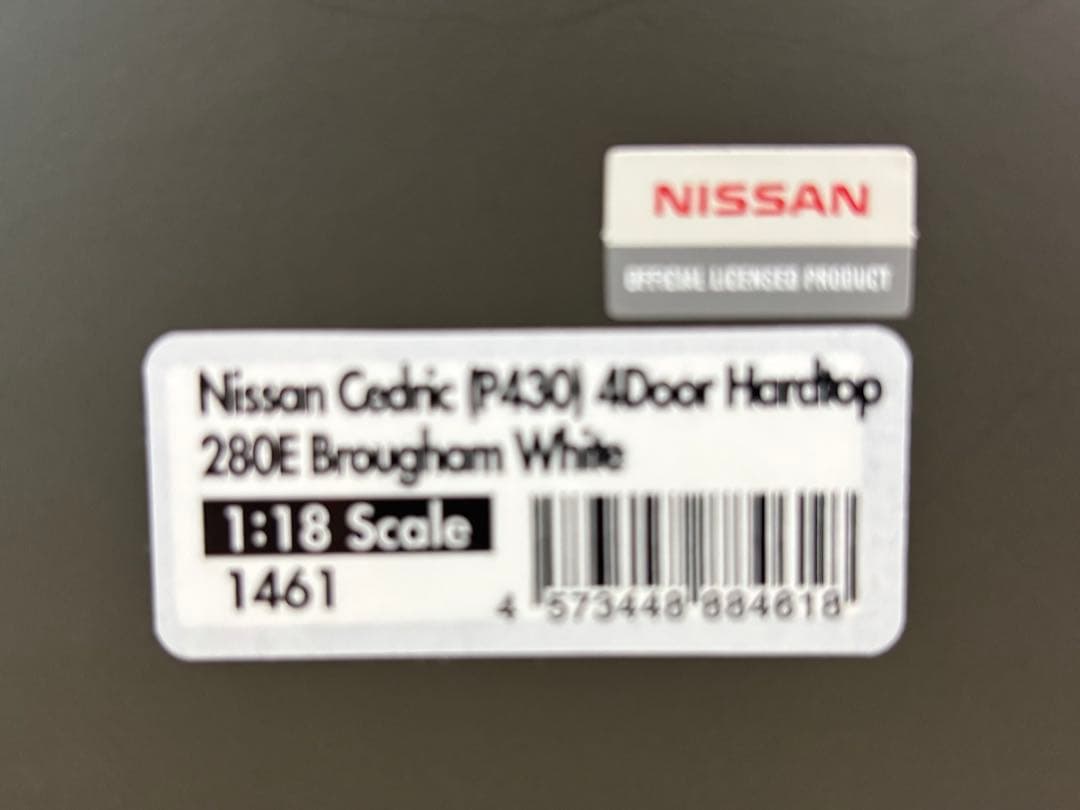 NISSAN
OFFICIAL LICENSED PRODUCT
Nissan Cedric (P430) 4Door Hardtop
280E Brougham White
1:18 Scale
1461
4 573448 884618